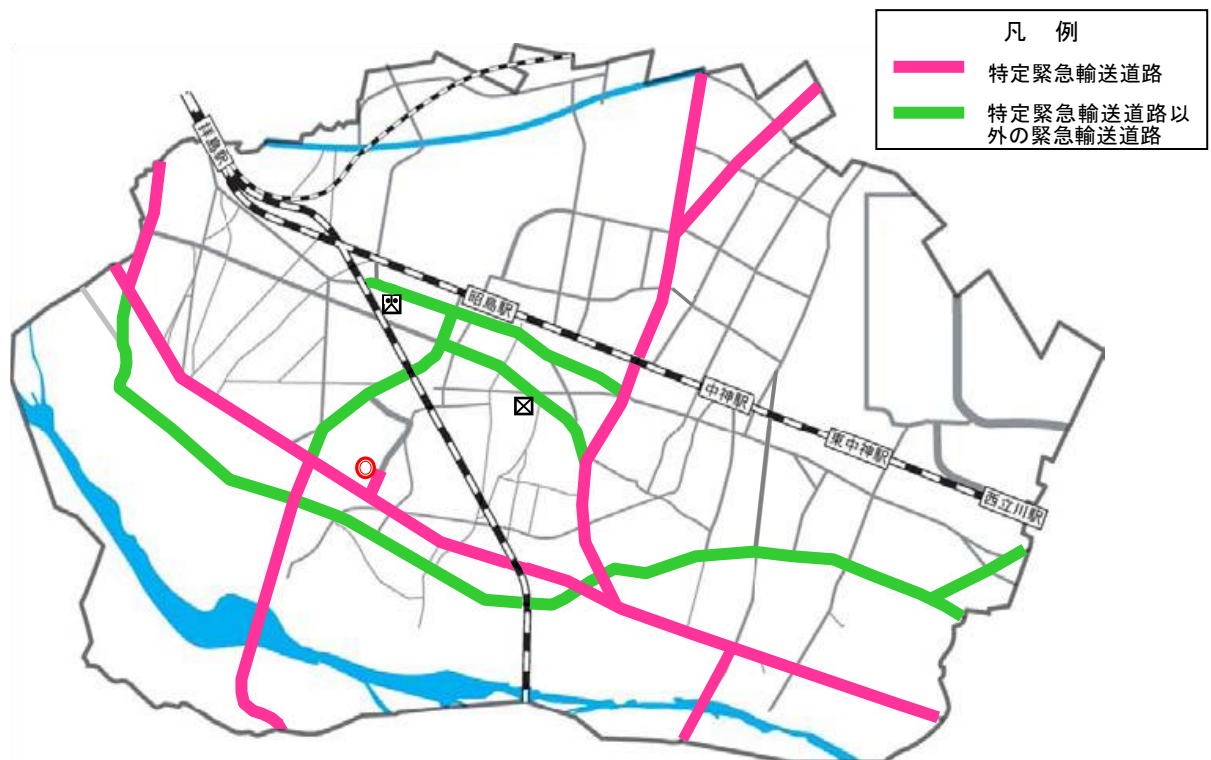 凡 例
特定緊急輸送道路
特定緊急輸送道路以
外の緊急輸送道路
拝島駅
昭島駅
中神駅
東中神駅
西立川駅